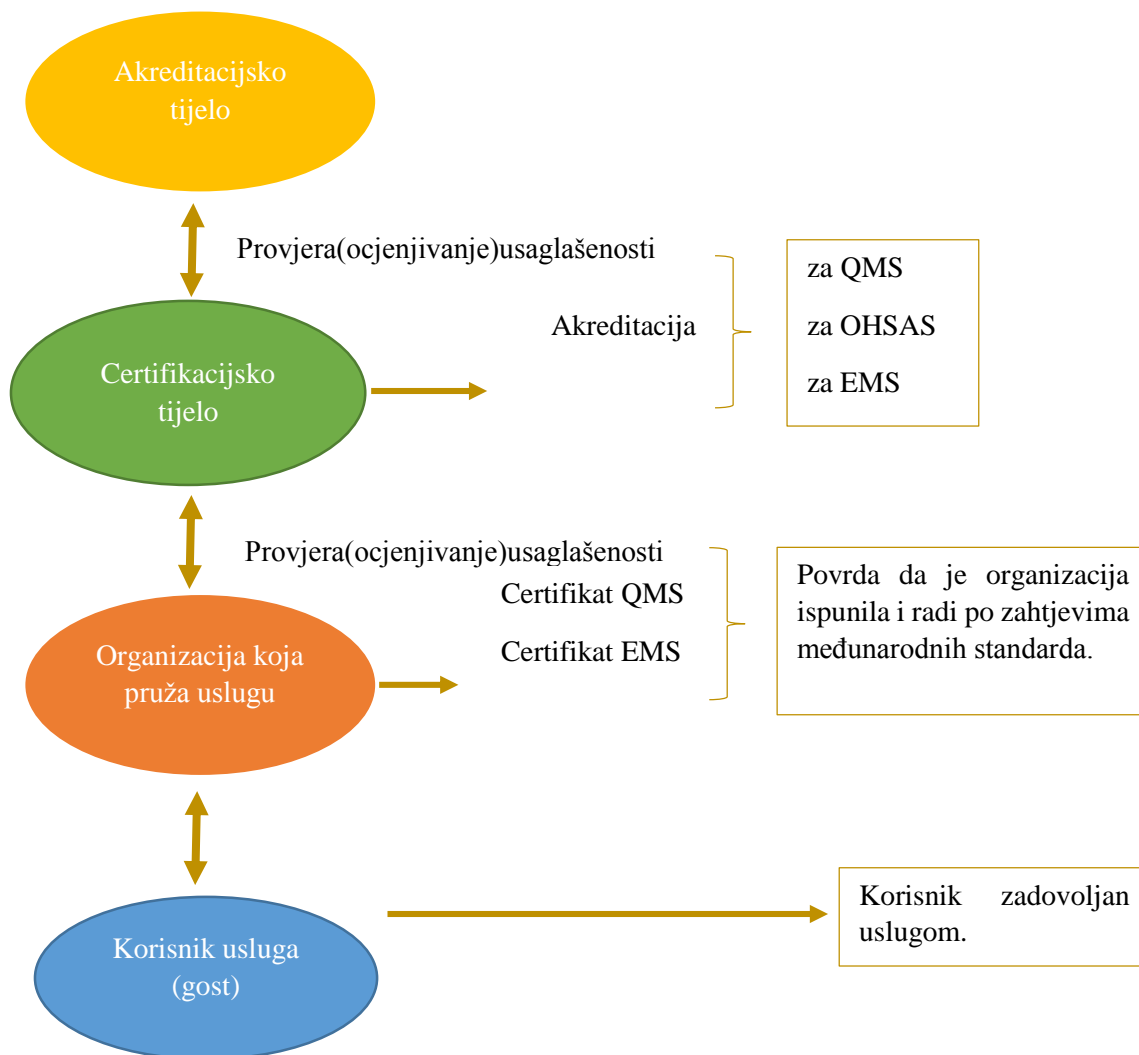 Akreditacijsko
tijelo
Provjera(ocjenjivanje)usaglašenosti
Akreditacija
za QMS
za OHSAS
za EMS
Certifikacijsko
tijelo
Provjera(ocjenjivanje)usaglašenosti
Certifikat QMS
Certifikat EMS
Povrda da je organizacija
ispunila i radi po zahtjevima
međunarodnih standarda.
Organizacija koja
pruža uslugu
Korisnik zadovoljan
uslugom.
Korisnik usluga
(gost)